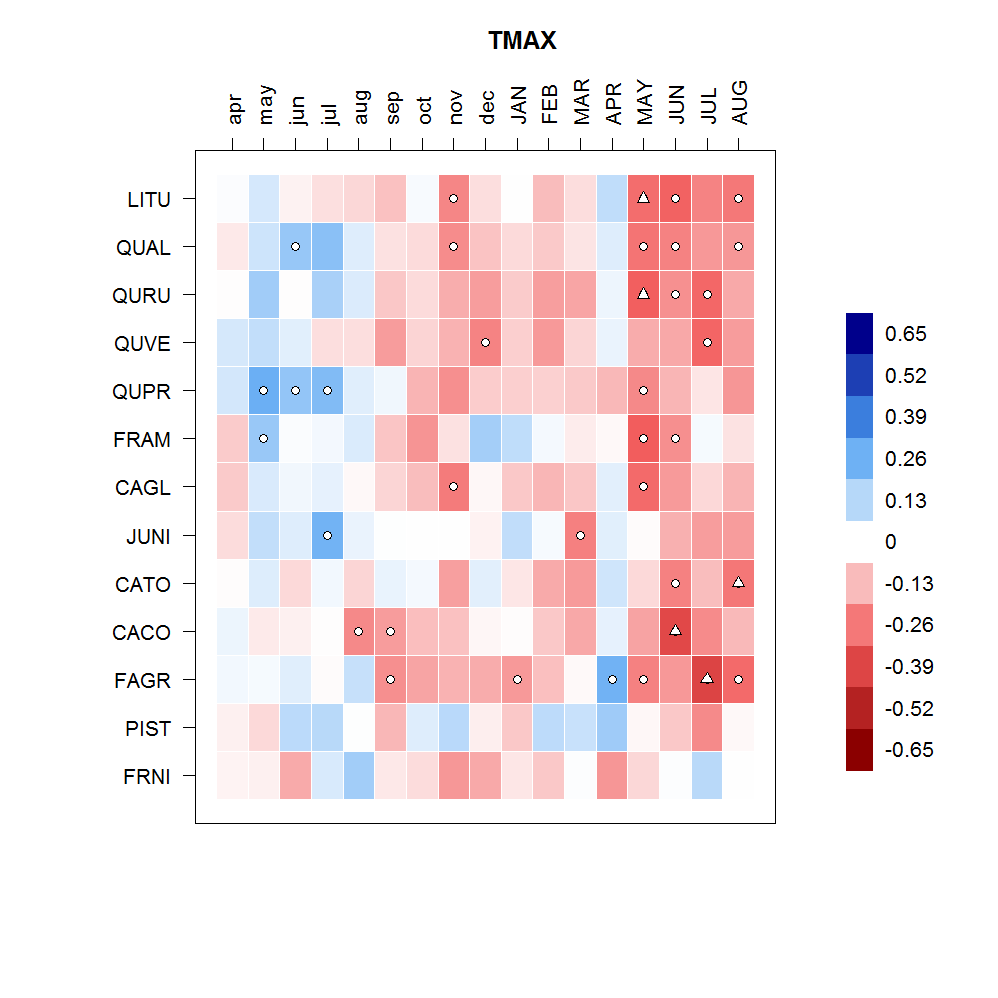 TMAX
apr may jun jul aug sep oct nov dec JAN FEB MAR APR MAY JUN JUL AUG
LITU
QUAL
QURU
QUVE
QUPR
FRAM
CAGL
JUNI
CATO
CACO
FAGR
PIST
FRNI
0.65
0.52
0.39
0.26
0.13
0
-0.13
-0.26
-0.39
-0.52
-0.65